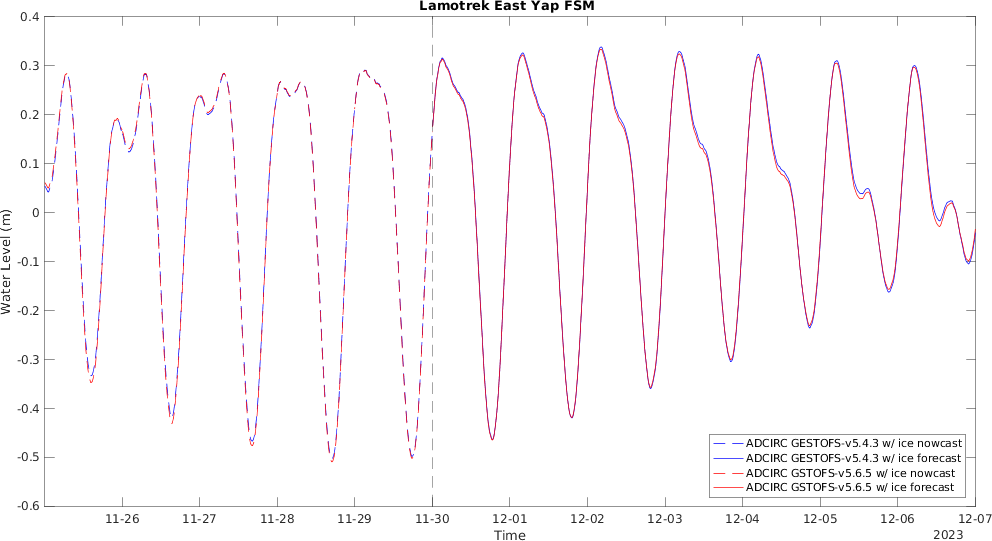 Lamotrek East Yap FSM
0.4
0.3
0.2
0.1
0
-0.1
-0.2
-0.3
-0.4
-0.5
-0.6
Water Level (m)
ADCIRC GESTOFS-v5.4.3 w/ ice nowcast
ADCIRC GESTOFS-v5.4.3 w/ ice forecast
ADCIRC GSTOFS-v5.6.5 w/ ice nowcast
ADCIRC GSTOFS-v5.6.5 w/ ice forecast
11-26 11-27 11-28 11-29 11-30 12-01 12-02 12-03 12-04 12-05 12-06 12-07
Time
2023